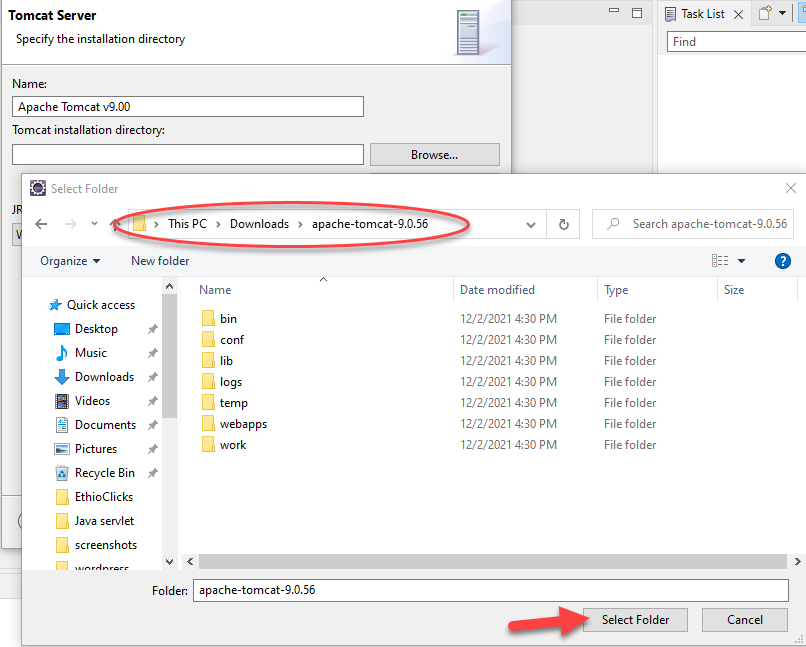 Tomcat Server
Specify the installation directory
Task List
Find
Name:
Apache Tomcat v9.00
Tomcat installation directory:
Browse...
JR
Select Folder
This PC > Downloads > apache-tomcat-9.0.56
Search apache-tomcat-9.0.56
Organize
New folder
Name Date modified Type Size
Quick access
Desktop
Music
Downloads
Videos
Documents
Pictures
Recycle Bin
EthioClicks
Java servlet
screenshots
wordpress
bin 12/2/2021 4:30 PM File folder
conf 12/2/2021 4:30 PM File folder
lib 12/2/2021 4:30 PM File folder
logs 12/2/2021 4:30 PM File folder
temp 12/2/2021 4:30 PM File folder
webapps 12/2/2021 4:30 PM File folder
work 12/2/2021 4:30 PM File folder
Folder: apache-tomcat-9.0.56
Select Folder
Cancel